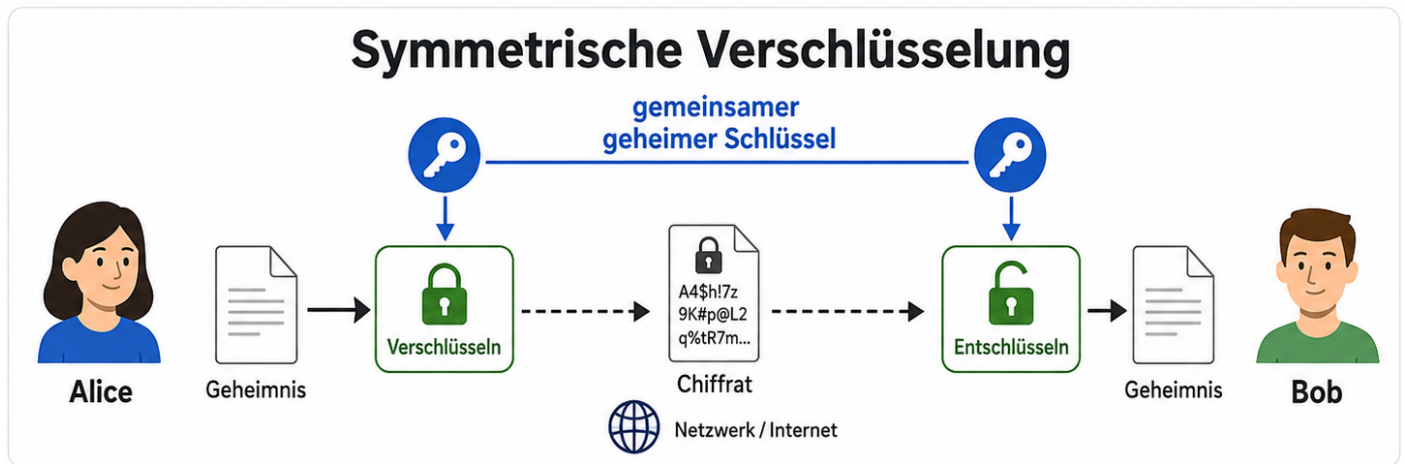 Symmetrische Verschlüsselung
gemeinsamer
geheimer Schlüssel
A4$h!7z
9K#p@L2
q%tR7m...
Verschlüsseln
Entschlüsseln
Alice
Geheimnis
Chiffrat
Geheimnis
Bob
Netzwerk / Internet